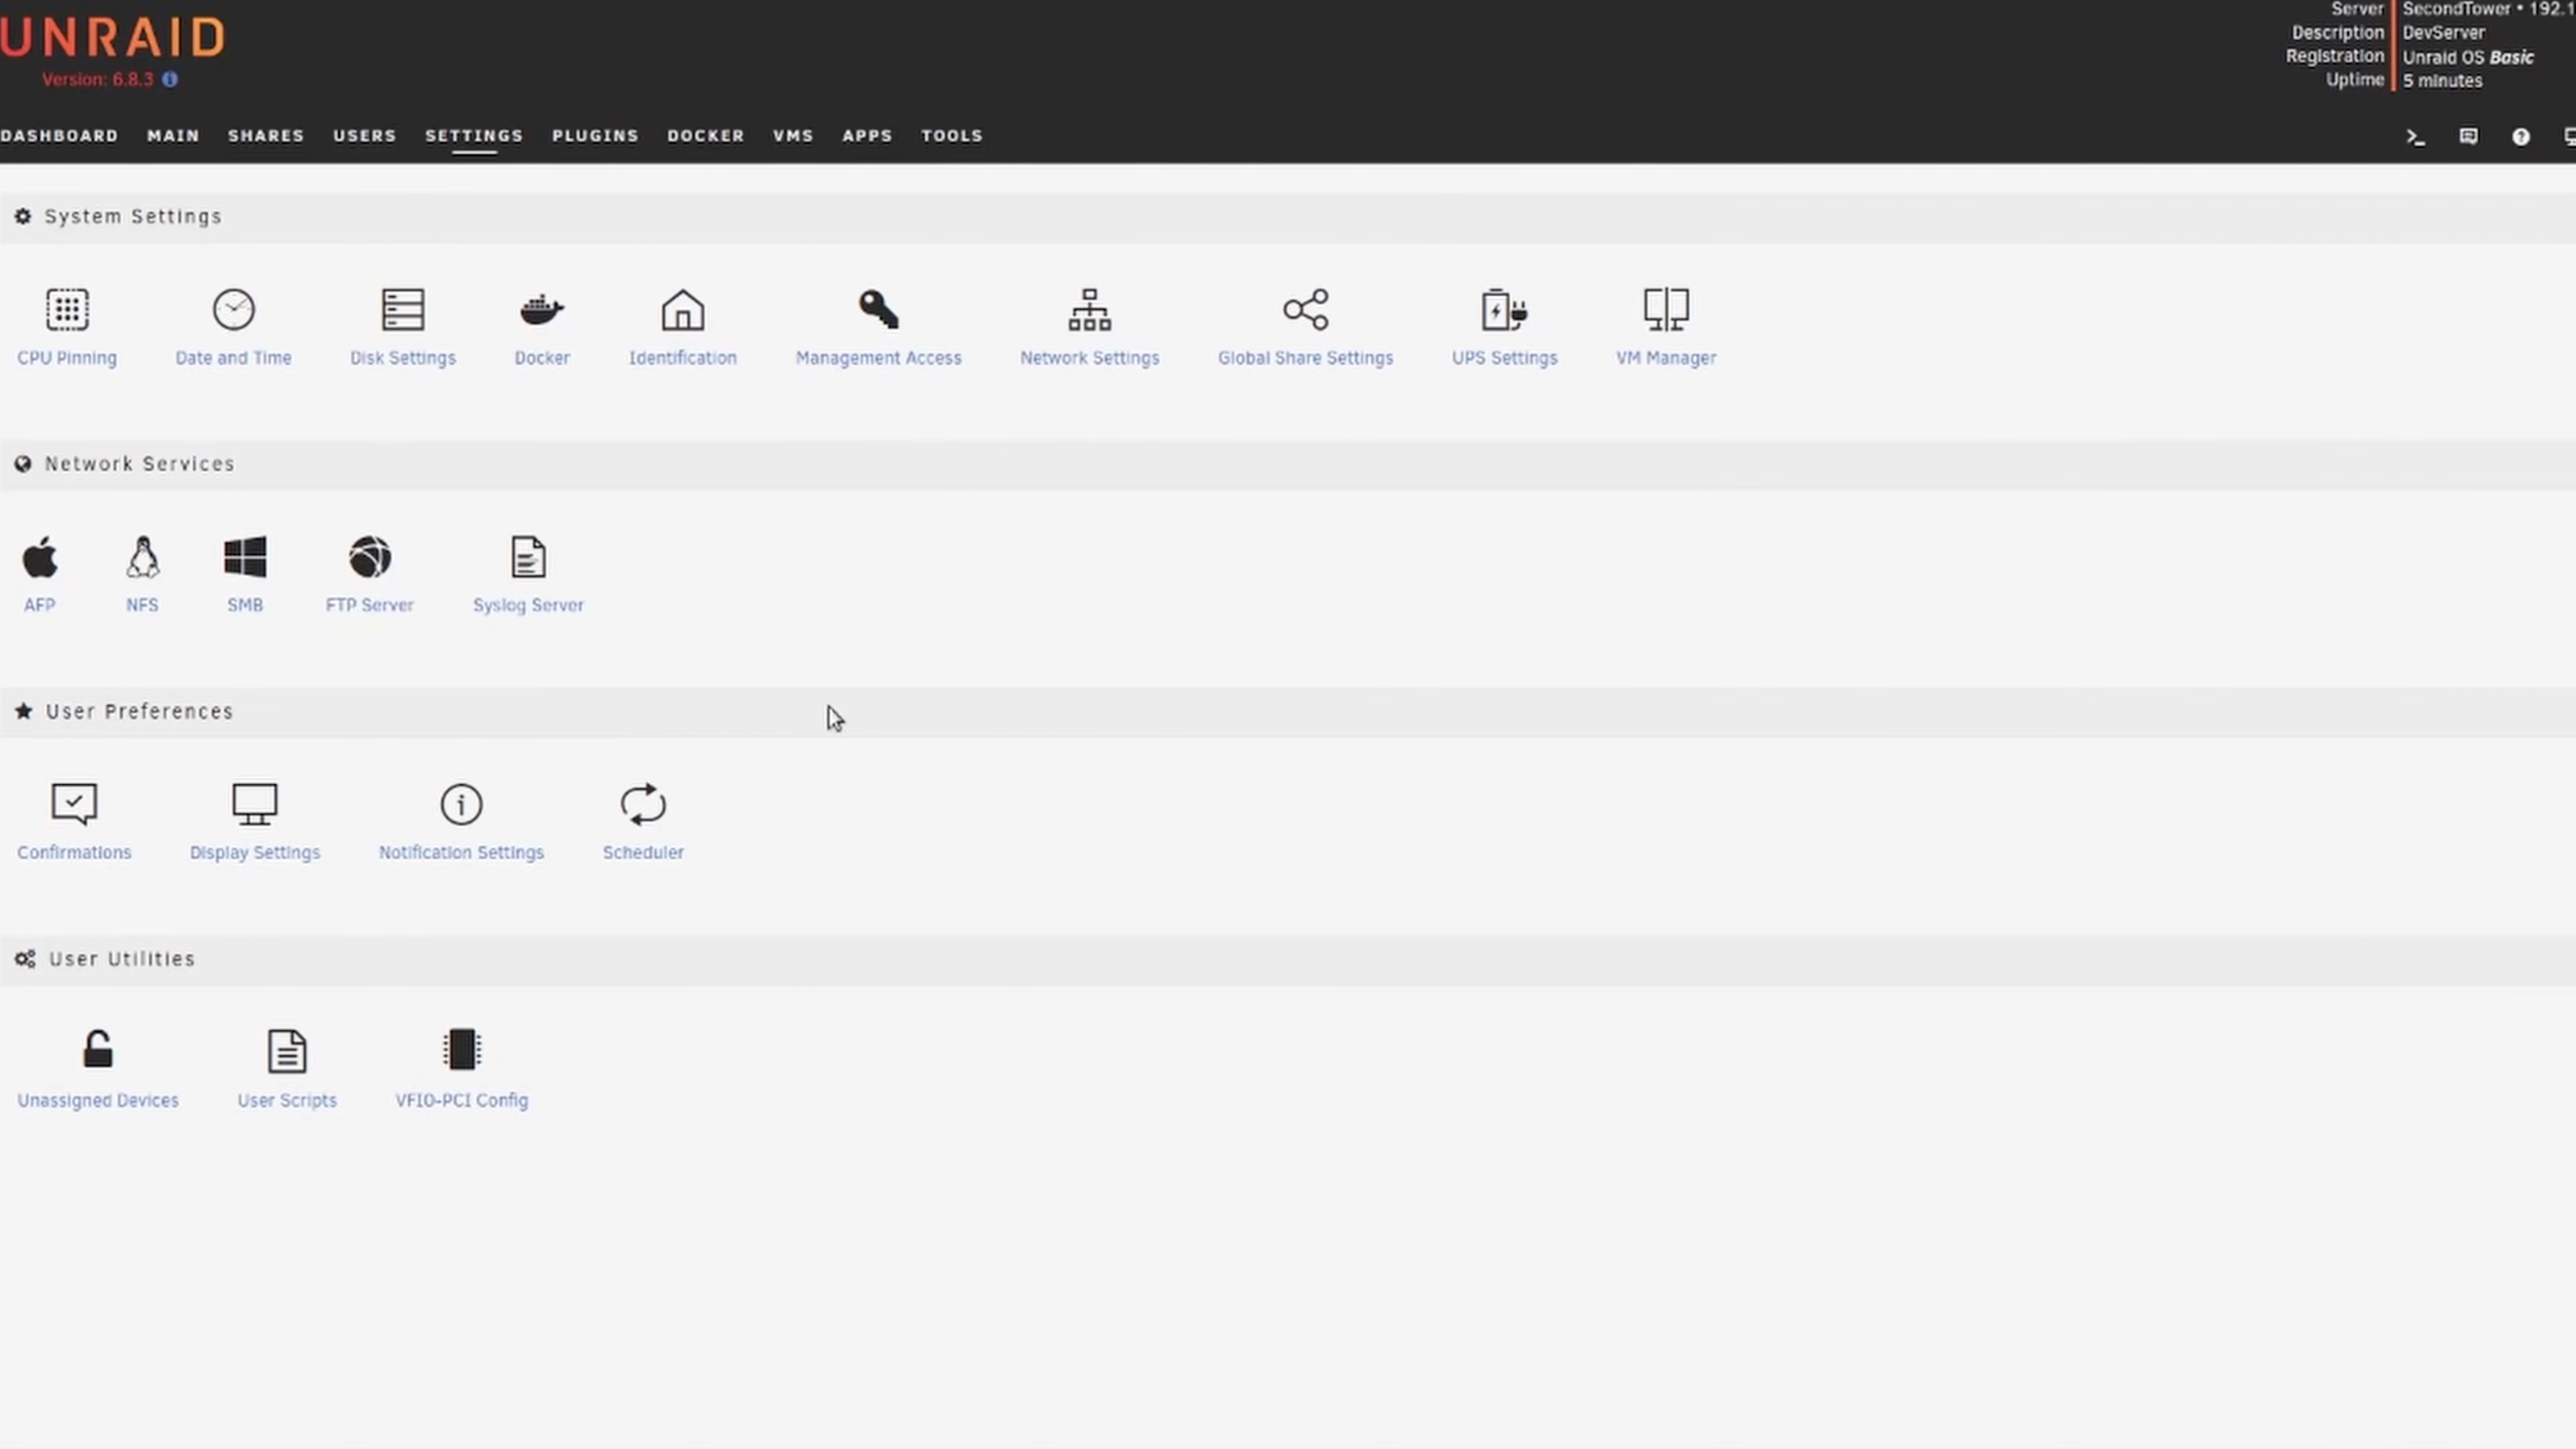 UNRAID
Version: 6.8.3
Server SecondTower • 192.1
Description DevServer
Registration Unraid OS Basic
Uptime 5 minutes
DASHBOARD MAIN SHARES USERS SETTINGS PLUGINS DOCKER VMS APPS TOOLS
System Settings
CPU Pinning Date and Time Disk Settings Docker Identification Management Access Network Settings Global Share Settings UPS Settings VM Manager
Network Services
AFP NFS SMB FTP Server Syslog Server
User Preferences
Confirmations Display Settings Notification Settings Scheduler
User Utilities
Unassigned Devices User Scripts VFIO-PCI Config